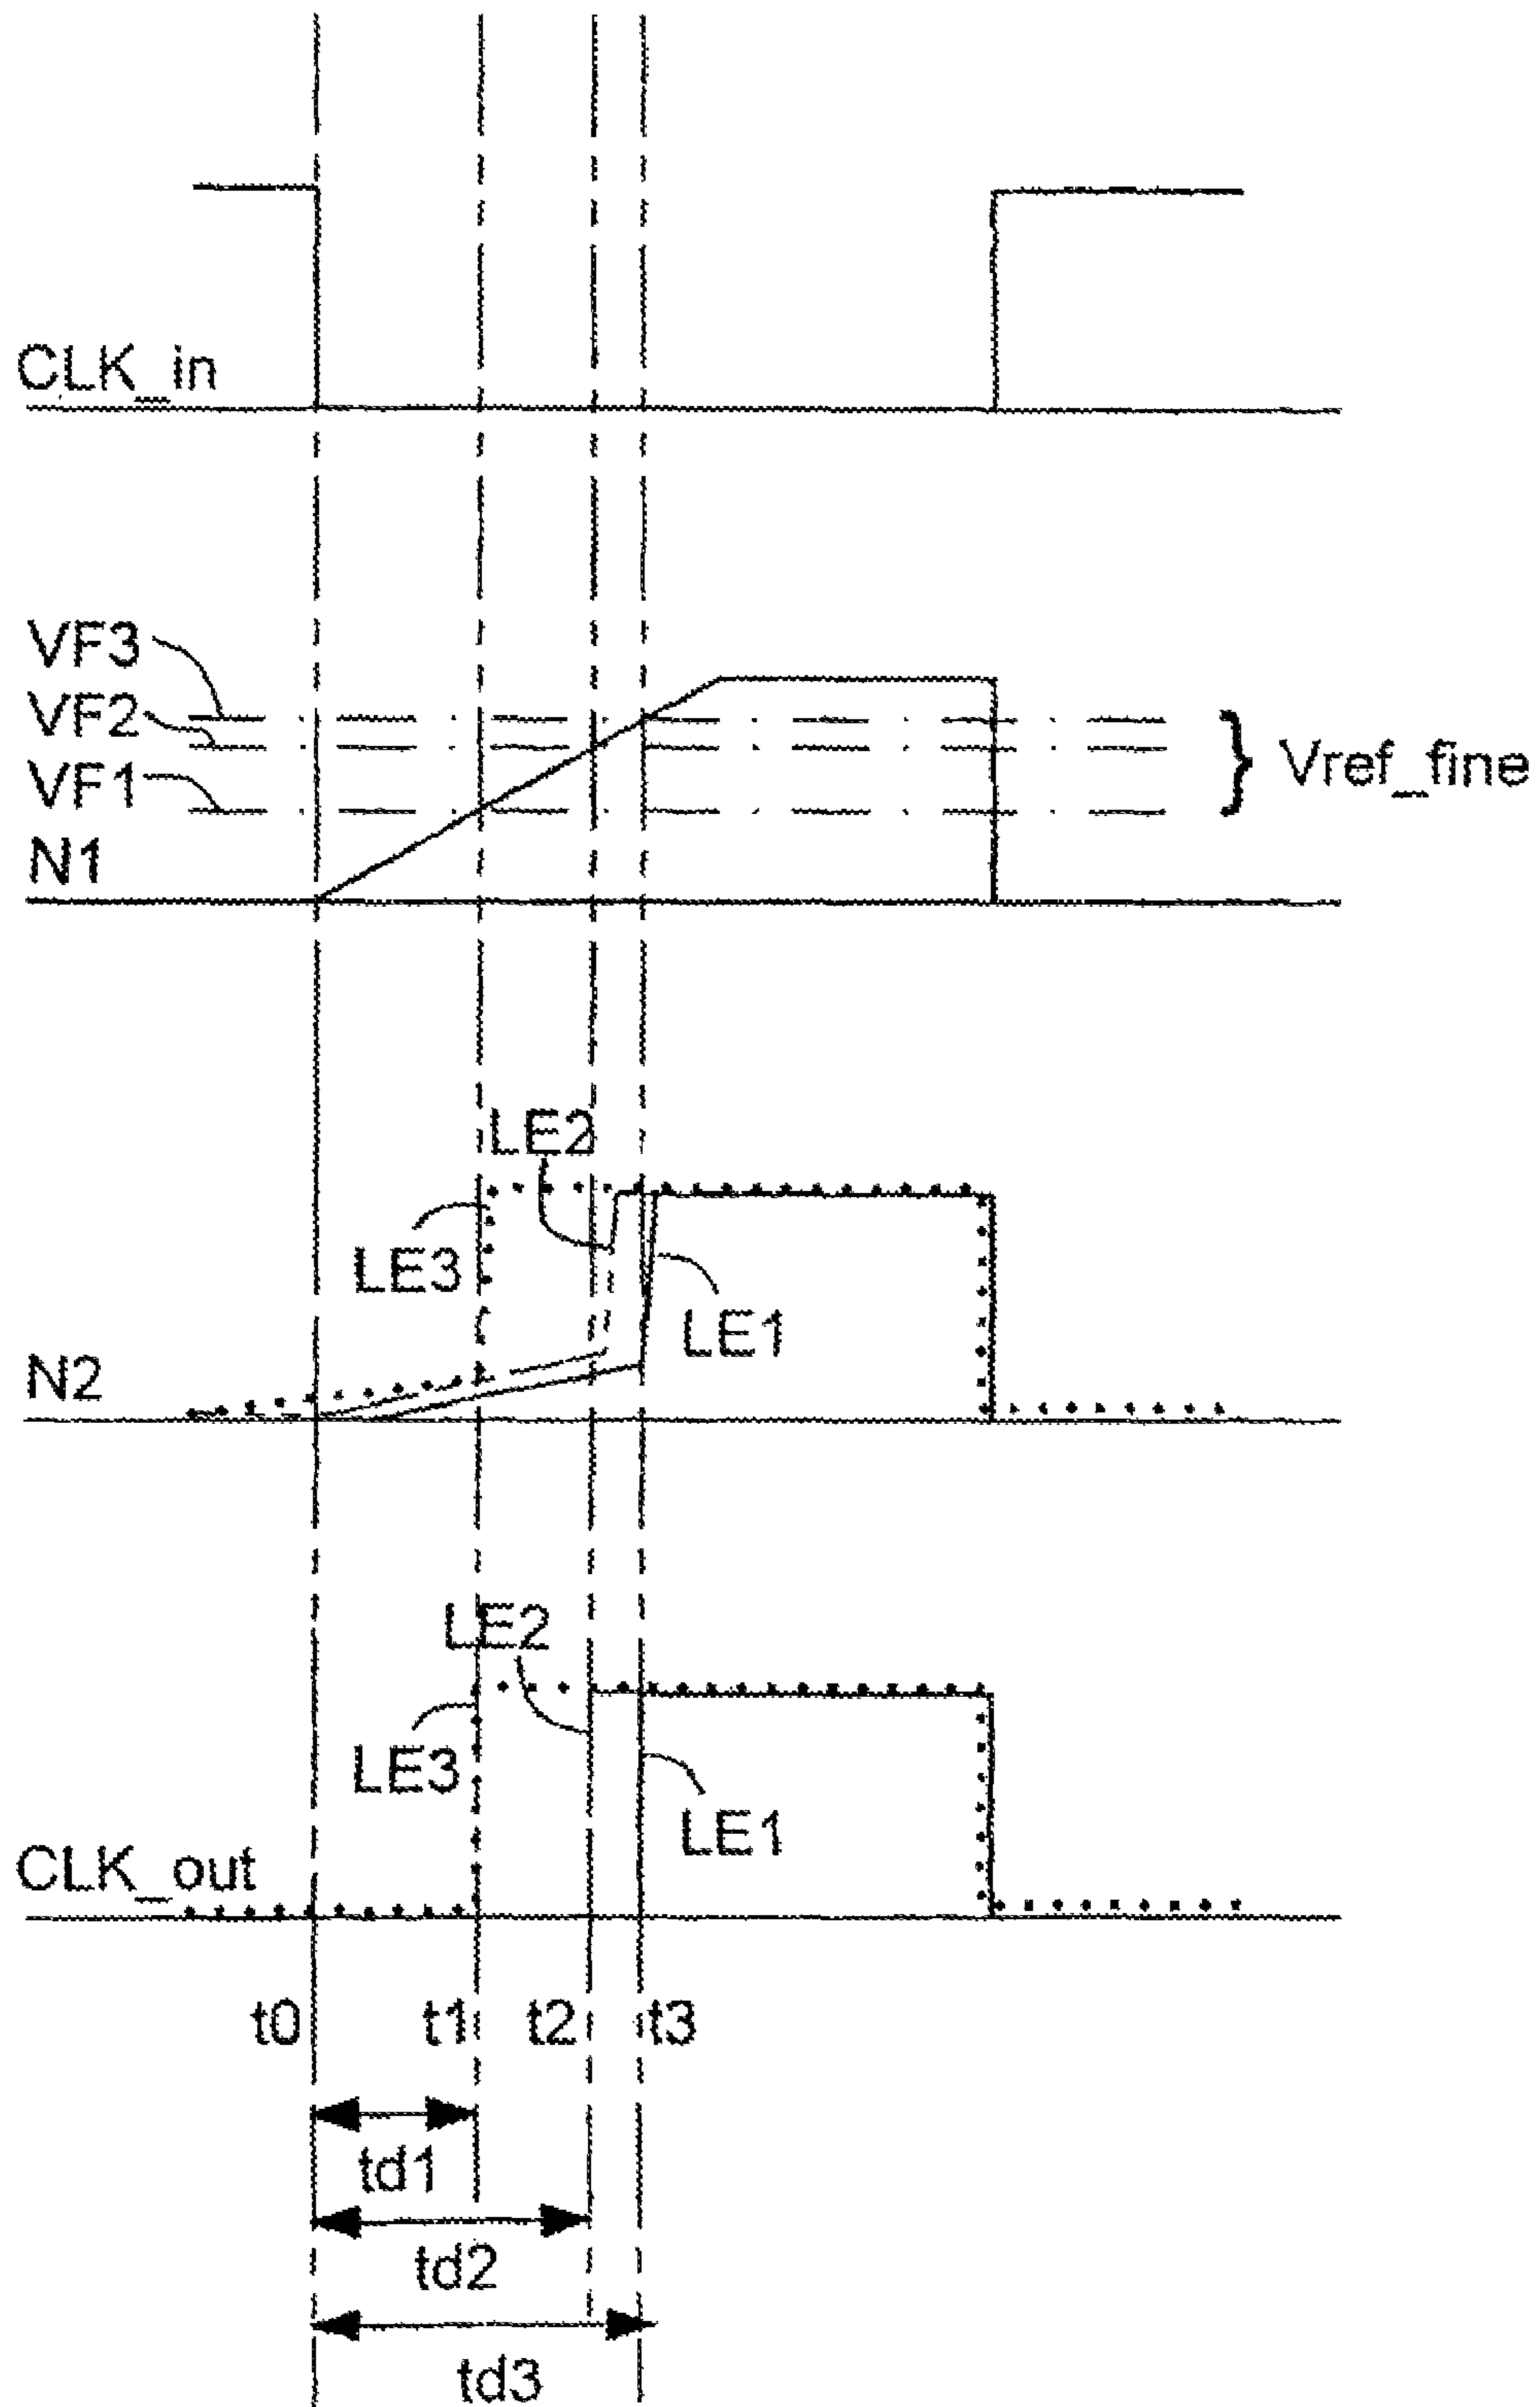 CLK_in
VF3
VF2
VF1
Vref_fine
N1
LE2
LE3
LE1
N2
LE2
LE3
LE1
CLK_out
t0 t1 t2 t3
td1
td2
td3